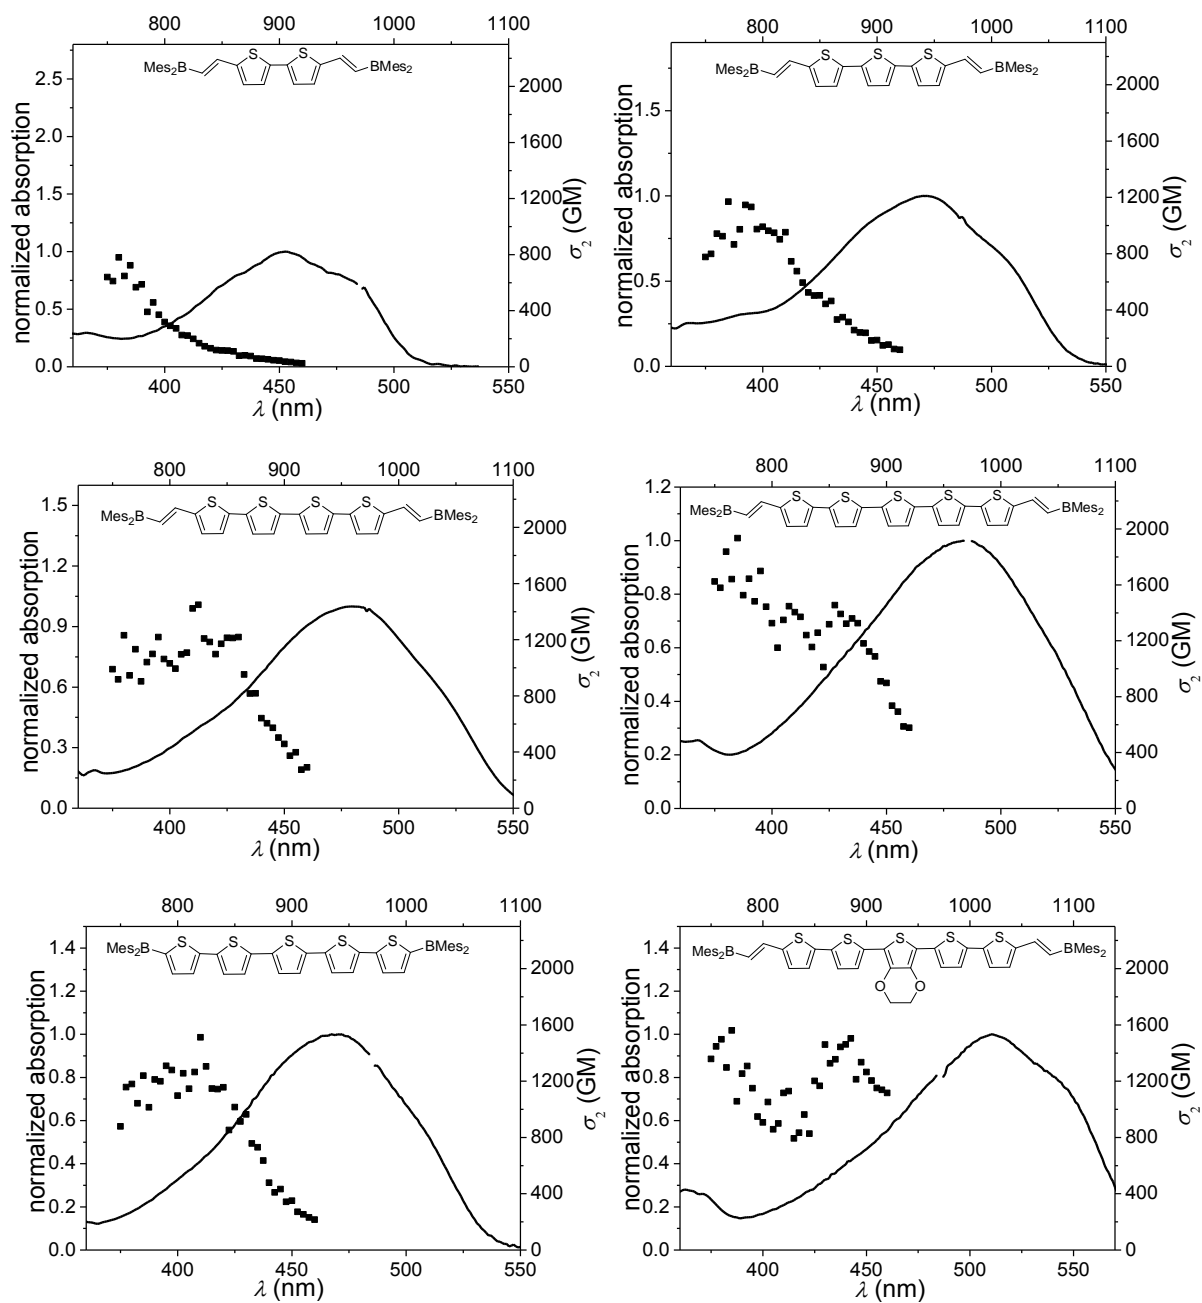 800 900 1000 1100
Mes2B S S BMes2
normalized absorption
2.5
2.0
1.5
1.0
0.5
0.0
2000
1600
1200
800
400
0
σ2 (GM)
400 450 500 550
λ (nm)
800 900 1000 1100
Mes2B S S S BMes2
normalized absorption
1.5
1.0
0.5
0.0
2000
1600
1200
800
400
0
σ2 (GM)
400 450 500 550
λ (nm)
800 900 1000 1100
Mes2B S S S S BMes2
normalized absorption
1.5
1.2
0.9
0.6
0.3
0.0
2000
1600
1200
800
400
0
σ2 (GM)
400 450 500 550
λ (nm)
800 900 1000 1100
Mes2B S S S S S BMes2
normalized absorption
1.2
1.0
0.8
0.6
0.4
0.2
0.0
2000
1600
1200
800
400
0
σ2 (GM)
400 450 500 550
λ (nm)
800 900 1000 1100
Mes2B S S S S S BMes2
normalized absorption
1.4
1.2
1.0
0.8
0.6
0.4
0.2
0.0
2000
1600
1200
800
400
0
σ2 (GM)
400 450 500 550
λ (nm)
800 900 1000 1100
Mes2B S S S S S BMes2
O O
normalized absorption
1.4
1.2
1.0
0.8
0.6
0.4
0.2
0.0
2000
1600
1200
800
400
0
σ2 (GM)
400 450 500 550
λ (nm)